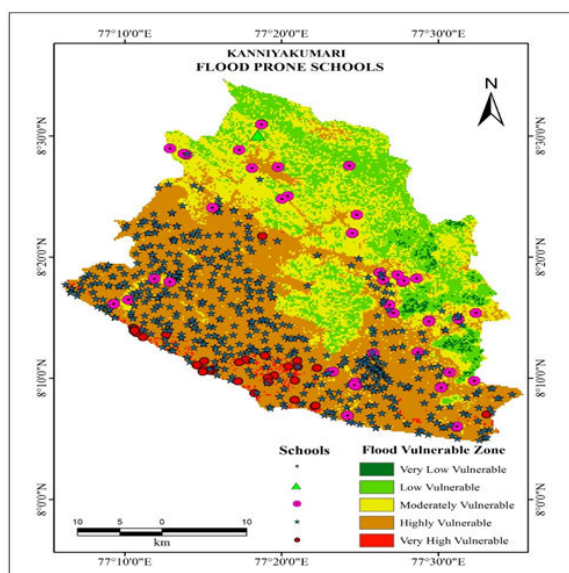 KANNIYAKUMARI
FLOOD PRONE SCHOOLS
77°10'0"E 77°20'0"E 77°30'0"E
N
8°30'0"N 8°30'0"N
8°20'0"N 8°20'0"N
8°10'0"N 8°10'0"N
8°0'0"N 8°0'0"N
Schools Flood Vulnerable Zone
Very Low Vulnerable
Low Vulnerable
Moderately Vulnerable
Highly Vulnerable
Very High Vulnerable
10 5 0 10
km
77°10'0"E 77°20'0"E 77°30'0"E